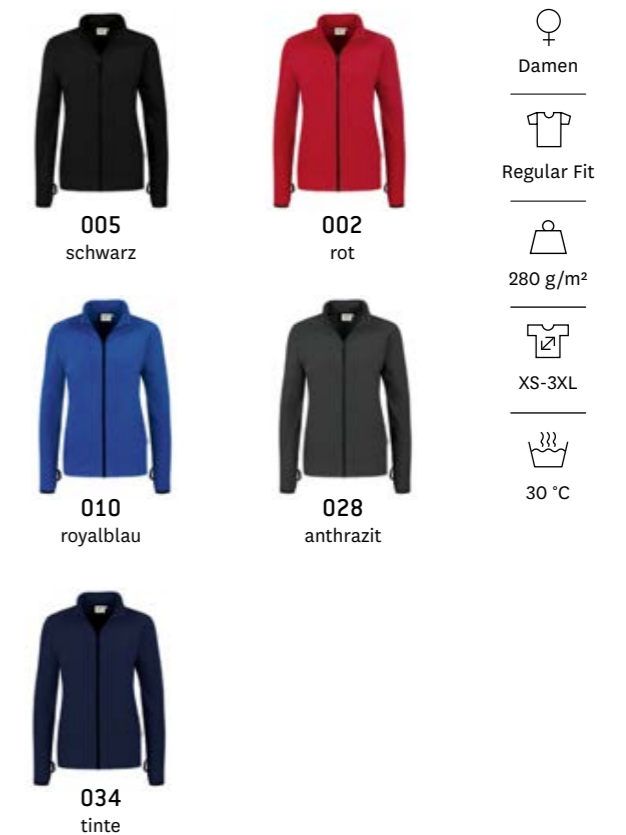 005
schwarz
002
rot
010
royalblau
028
anthrazit
034
tinte
Damen
Regular Fit
280 g/m²
XS-3XL
30 °C